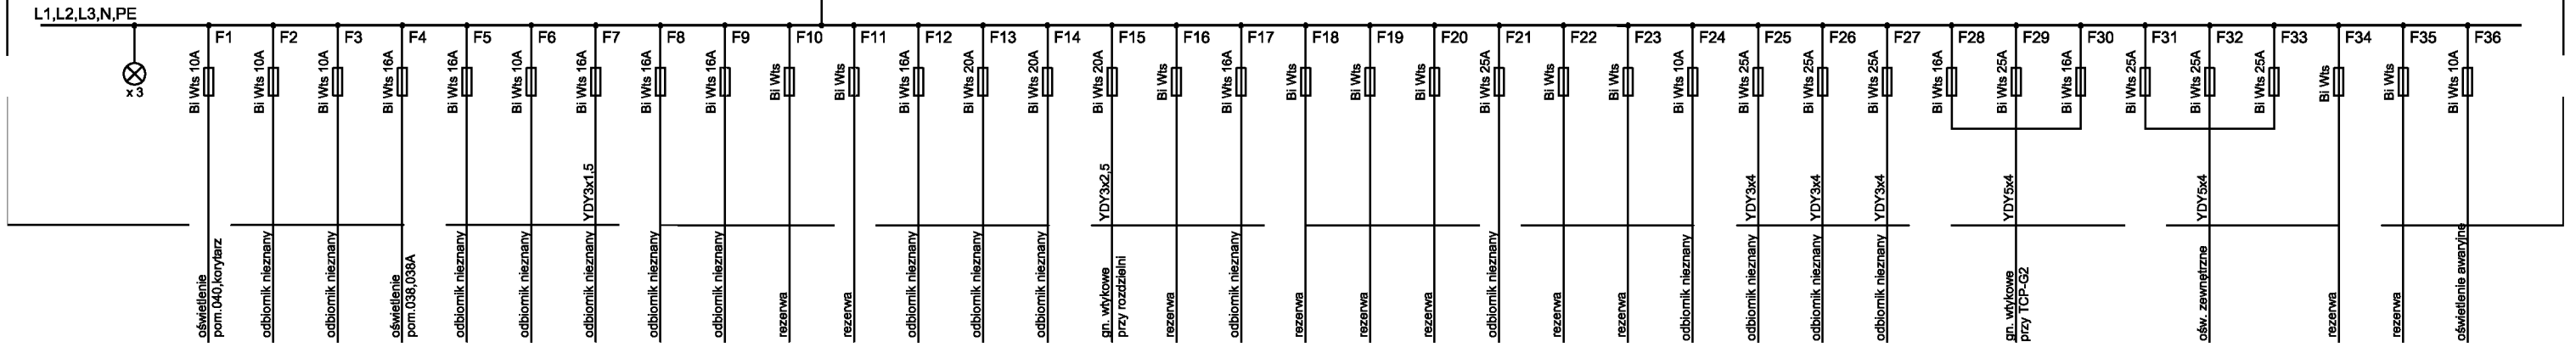 L1,L2,L3,N,PE
x 3
F1
F2
F3
F4
F5
F6
F7
F8
F9
F10
F11
F12
F13
F14
F15
F16
F17
F18
F19
F20
F21
F22
F23
F24
F25
F26
F27
F28
F29
F30
F31
F32
F33
F34
F35
F36
Bi Wts 10A
Bi Wts 10A
Bi Wts 10A
Bi Wts 16A
Bi Wts 16A
Bi Wts 10A
Bi Wts 16A
Bi Wts 16A
Bi Wts 16A
Bi Wts
Bi Wts
Bi Wts 16A
Bi Wts 20A
Bi Wts 20A
Bi Wts 20A
Bi Wts
Bi Wts 16A
Bi Wts
Bi Wts
Bi Wts
Bi Wts 25A
Bi Wts
Bi Wts
Bi Wts 10A
Bi Wts 25A
Bi Wts 25A
Bi Wts 25A
Bi Wts 16A
Bi Wts 25A
Bi Wts 16A
Bi Wts 25A
Bi Wts 25A
Bi Wts 25A
Bi Wts
Bi Wts
Bi Wts 10A
YDY3x1,5
YDY3x2,5
YDY3x4
YDY3x4
YDY3x4
YDY5x4
YDY5x4
oświetlenie
pom.040,korytarz
odbiornik nieznany
odbiornik nieznany
oświetlenie
pom.038,038A
odbiornik nieznany
odbiornik nieznany
odbiornik nieznany
odbiornik nieznany
odbiornik nieznany
rezerwa
rezerwa
odbiornik nieznany
odbiornik nieznany
odbiornik nieznany
gn. wtykowe
przy rozdzielni
rezerwa
odbiornik nieznany
rezerwa
rezerwa
rezerwa
odbiornik nieznany
rezerwa
rezerwa
odbiornik nieznany
odbiornik nieznany
odbiornik nieznany
odbiornik nieznany
gn. wtykowe
przy TCP-G2
ośw. zewnętrzne
rezerwa
rezerwa
oświetlenie awaryjne